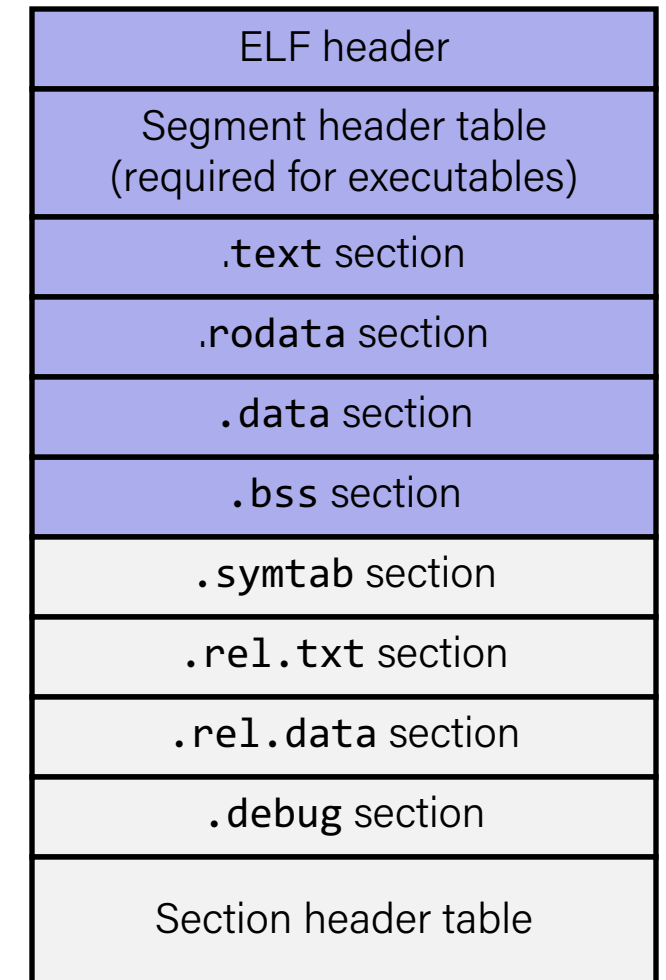 ELF header
Segment header table
(required for executables)
.text section
.rodata section
.data section
.bss section
.symtab section
.rel.txt section
.rel.data section
.debug section
Section header table